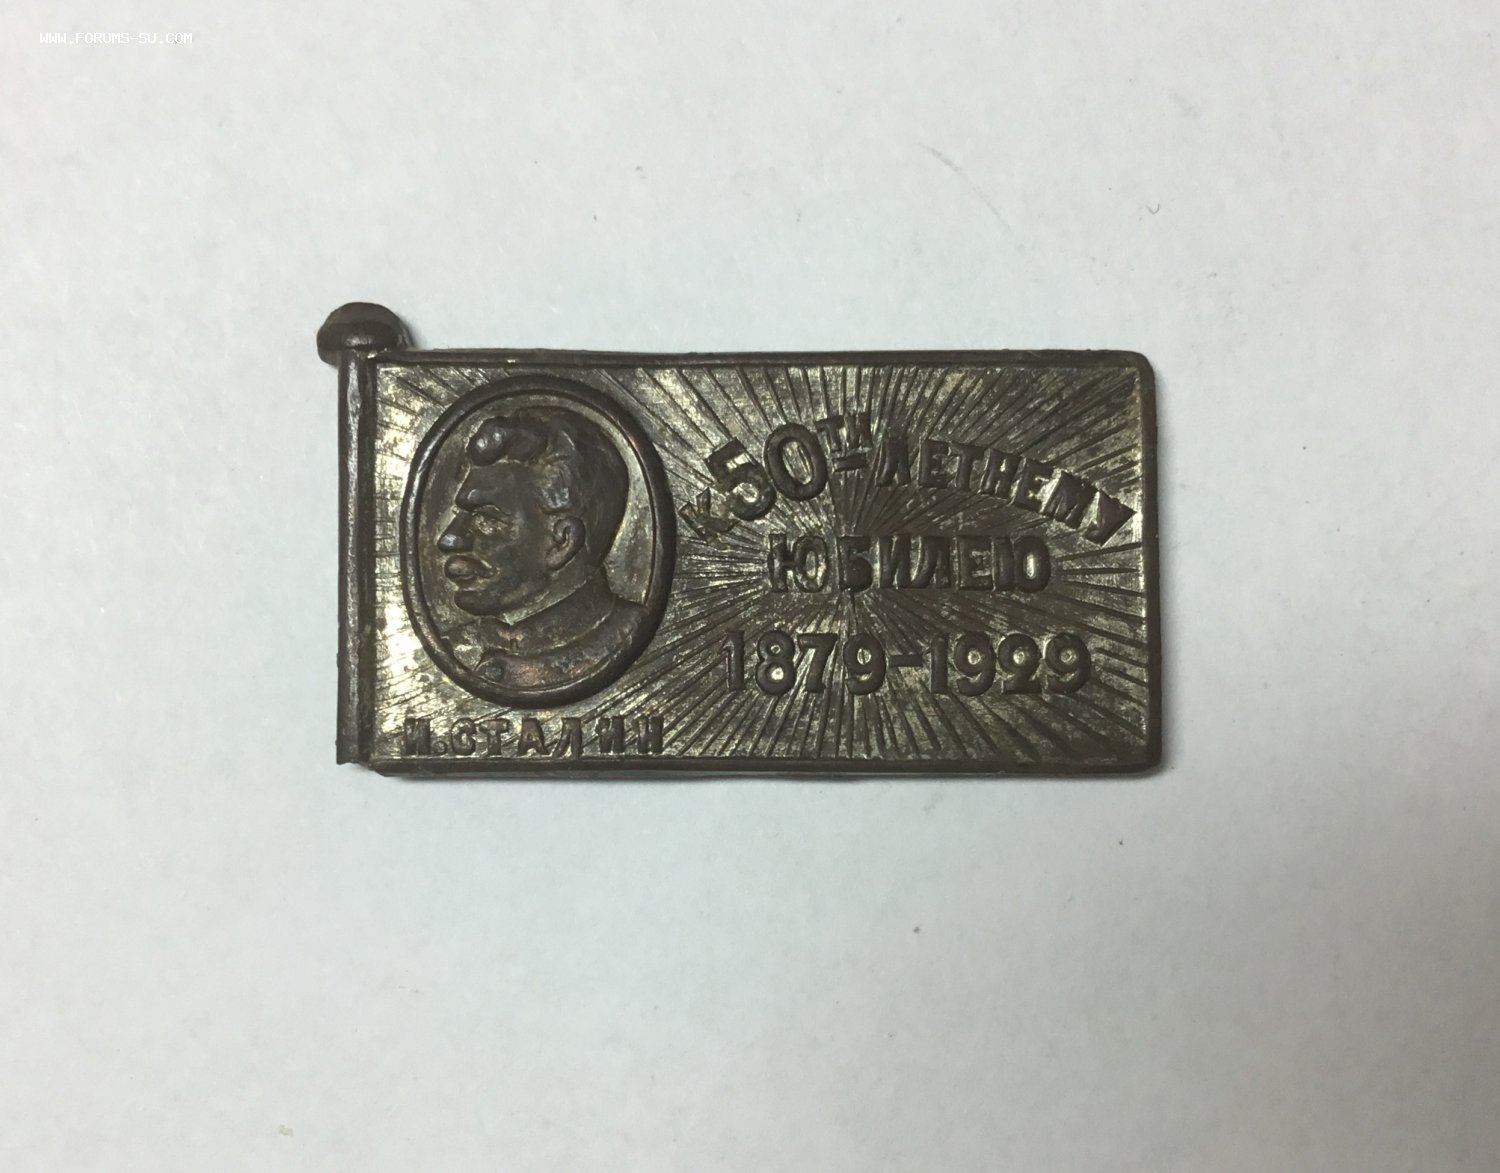 WWW.FORUMS-SU.COM
К 50ТИ-ЛЕТНЕМУ
ЮБИЛЕЮ
1879-1929
И.СТАЛИН